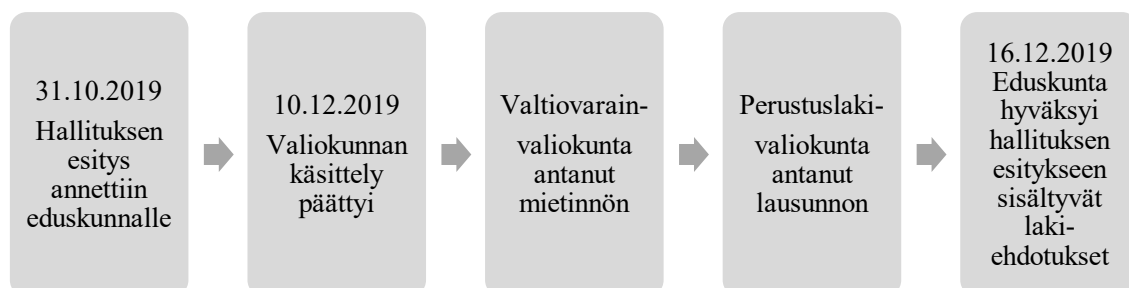 31.10.2019
Hallituksen
esitys
annettiin
eduskunnalle
10.12.2019
Valiokunnan
käsittely
päättyi
Valtiovarain-
valiokunta
antanut
mietinnön
Perustuslaki-
valiokunta
antanut
lausunnon
16.12.2019
Eduskunta
hyväksyi
hallituksen
esitykseen
sisältyvät
laki-
ehdotukset